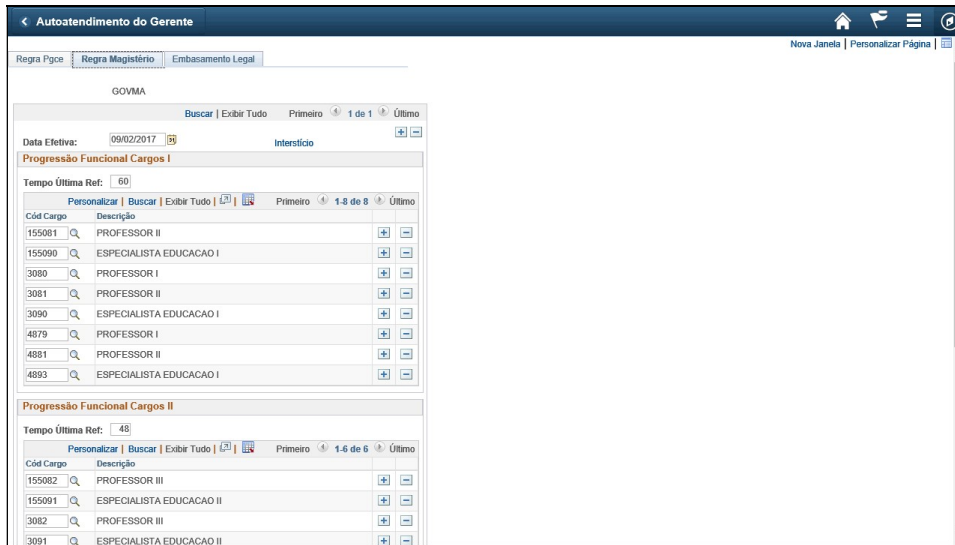 Autoatendimento do Gerente
Nova Janela | Personalizar Página |
Regra Pgce Regra Magistério Embasamento Legal
GOVMA
Buscar | Exibir Tudo Primeiro 1 de 1 Último
Data Efetiva: 09/02/2017 31 Interstício
Progressão Funcional Cargos I
Tempo Última Ref: 60
Personalizar | Buscar | Exibir Tudo | | Primeiro 1-8 de 8 Último
Cód Cargo Descrição
155081 PROFESSOR II
155090 ESPECIALISTA EDUCACAO I
3080 PROFESSOR I
3081 PROFESSOR II
3090 ESPECIALISTA EDUCACAO I
4879 PROFESSOR I
4881 PROFESSOR II
4893 ESPECIALISTA EDUCACAO I
Progressão Funcional Cargos II
Tempo Última Ref: 48
Personalizar | Buscar | Exibir Tudo | | Primeiro 1-6 de 6 Último
Cód Cargo Descrição
155082 PROFESSOR III
155091 ESPECIALISTA EDUCACAO II
3082 PROFESSOR III
3091 ESPECIALISTA EDUCACAO II